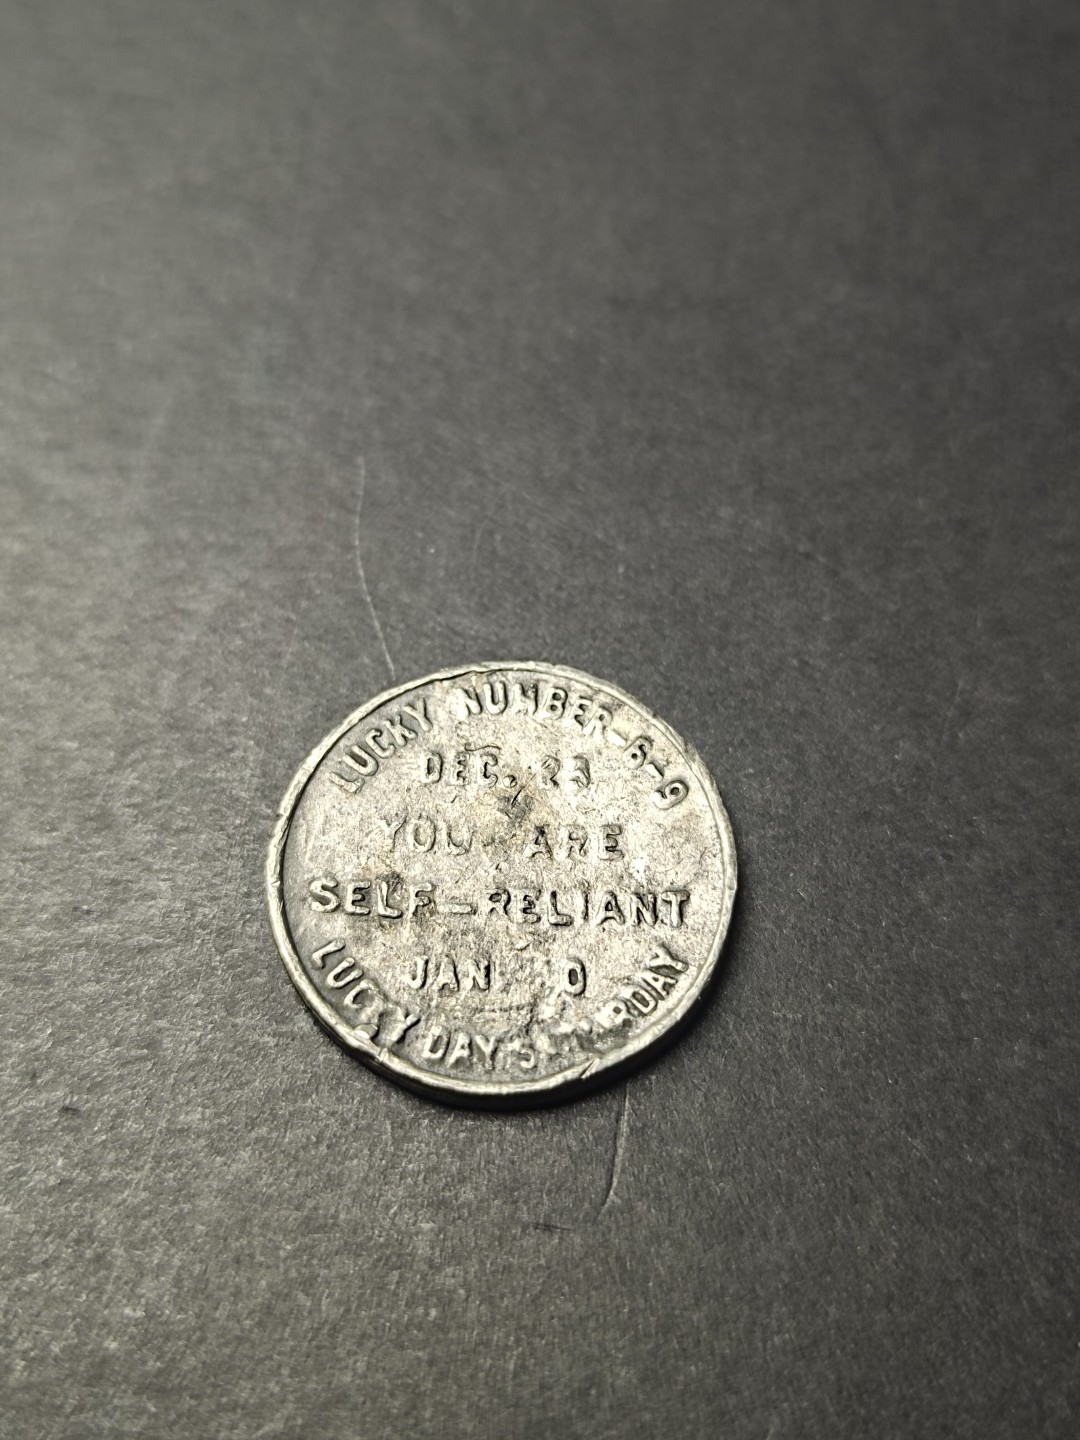 LUCKY NUMBER-6-9
DEC. 23
YOU ARE
SELF-RELIANT
JAN
LUCKY DAY